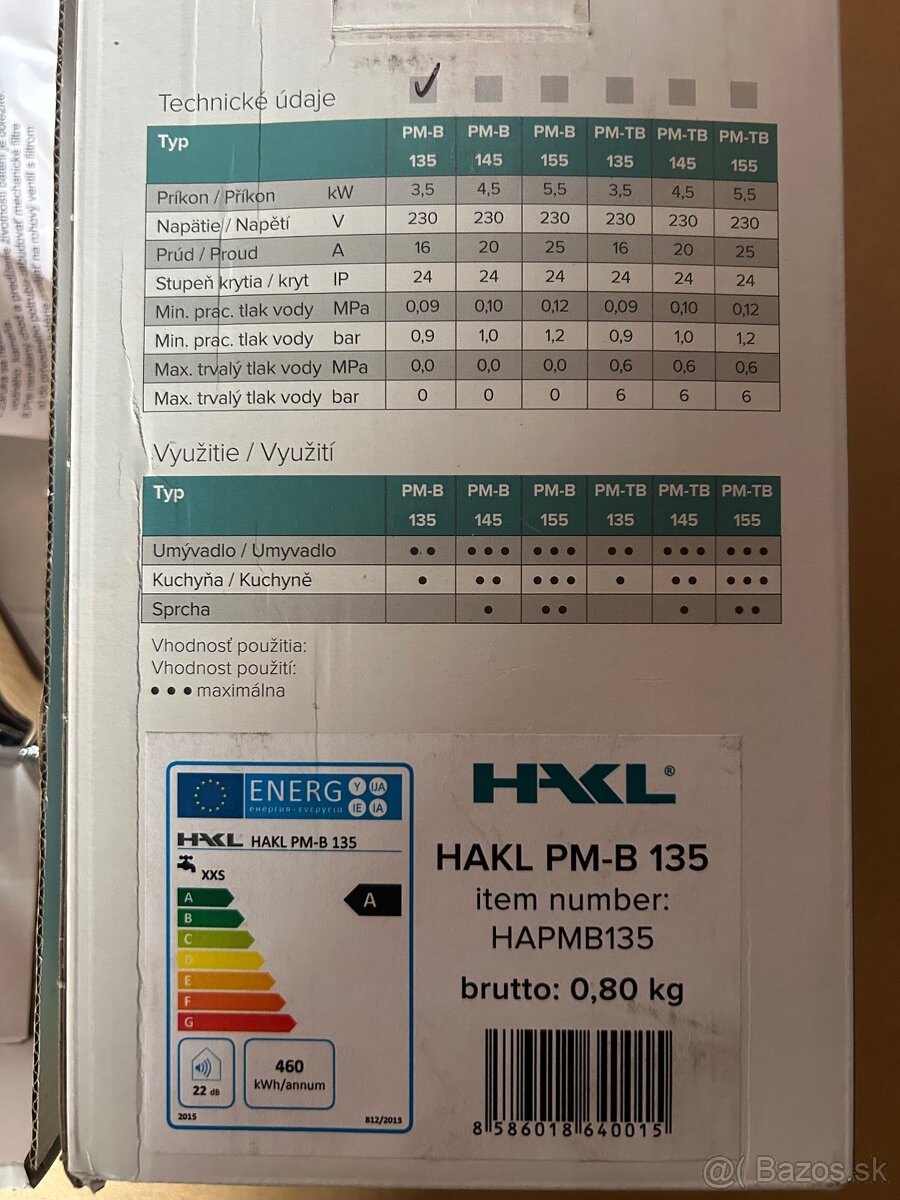 Technické údaje
Typ PM-B 135 PM-B 145 PM-B 155 PM-TB 135 PM-TB 145 PM-TB 155
Príkon / Příkon kW 3,5 4,5 5,5 3,5 4,5 5,5
Napätie / Napětí V 230 230 230 230 230 230
Prúd / Proud A 16 20 25 16 20 25
Stupeň krytia / kryt IP 24 24 24 24 24 24
Min. prac. tlak vody MPa 0,09 0,10 0,12 0,09 0,10 0,12
Min. prac. tlak vody bar 0,9 1,0 1,2 0,9 1,0 1,2
Max. trvalý tlak vody MPa 0,0 0,0 0,0 0,6 0,6 0,6
Max. trvalý tlak vody bar 0 0 0 6 6 6
Využitie / Využití
Typ PM-B 135 PM-B 145 PM-B 155 PM-TB 135 PM-TB 145 PM-TB 155
Umývadlo / Umyvadlo •• ••• ••• •• ••• •••
Kuchyňa / Kuchyně • •• ••• • •• •••
Sprcha • •• • ••
Vhodnosť použitia:
Vhodnost použití:
••• maximálna
ENERG Y IJA IE IA
енергия · ενεργεια
HAKL HAKL PM-B 135
XXS
A
A
B
C
D
E
F
G
22 dB
460
kWh/annum
2015 812/2013
HAKL®
HAKL PM-B 135
item number:
HAPMB135
brutto: 0,80 kg
8 586018 640015
@( Bazos.sk